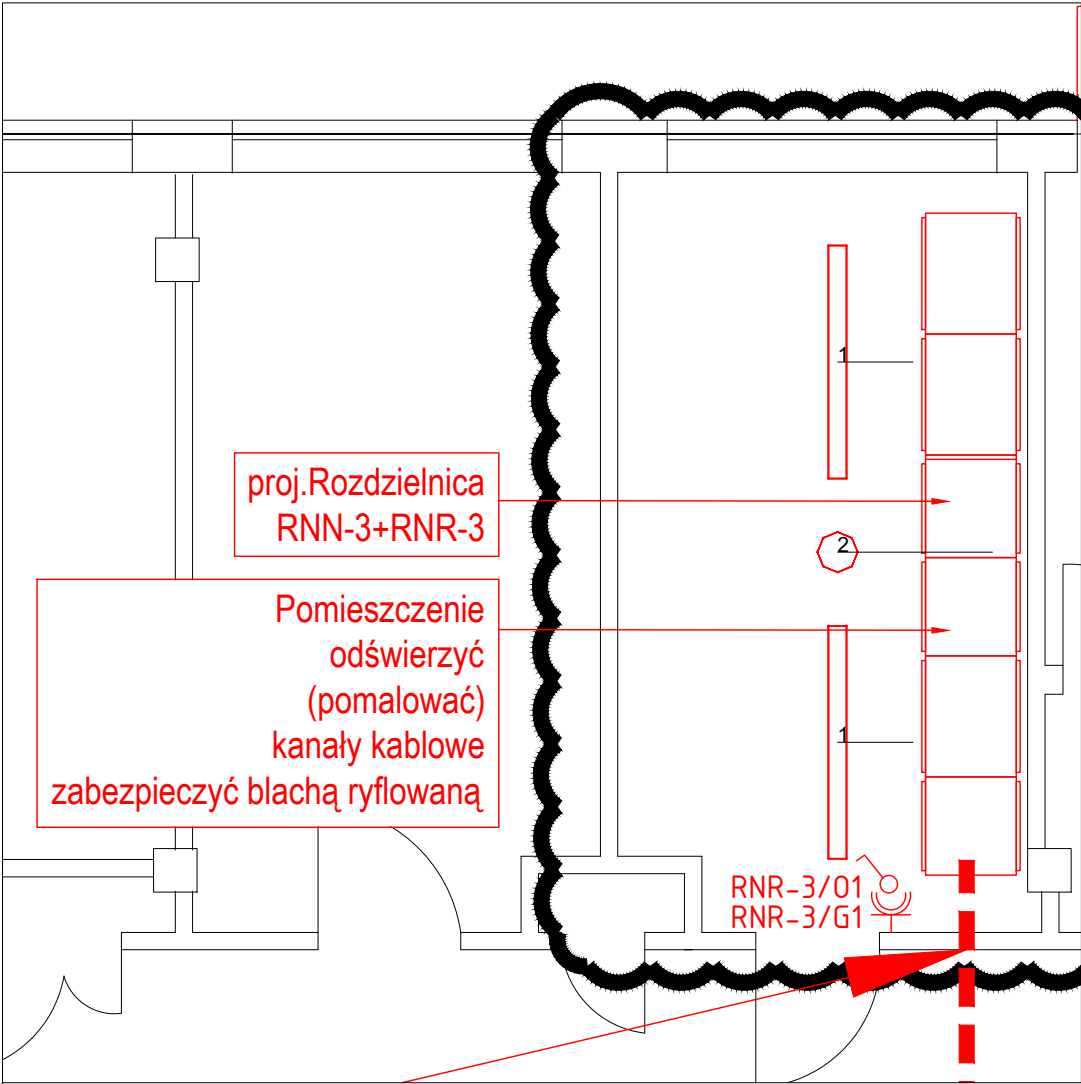 1
proj.Rozdzielnica
RNN-3+RNR-3
2
Pomieszczenie
odświerzyć
(pomalować)
kanały kablowe
zabezpieczyć blachą ryflowaną
1
RNR-3/01
RNR-3/G1